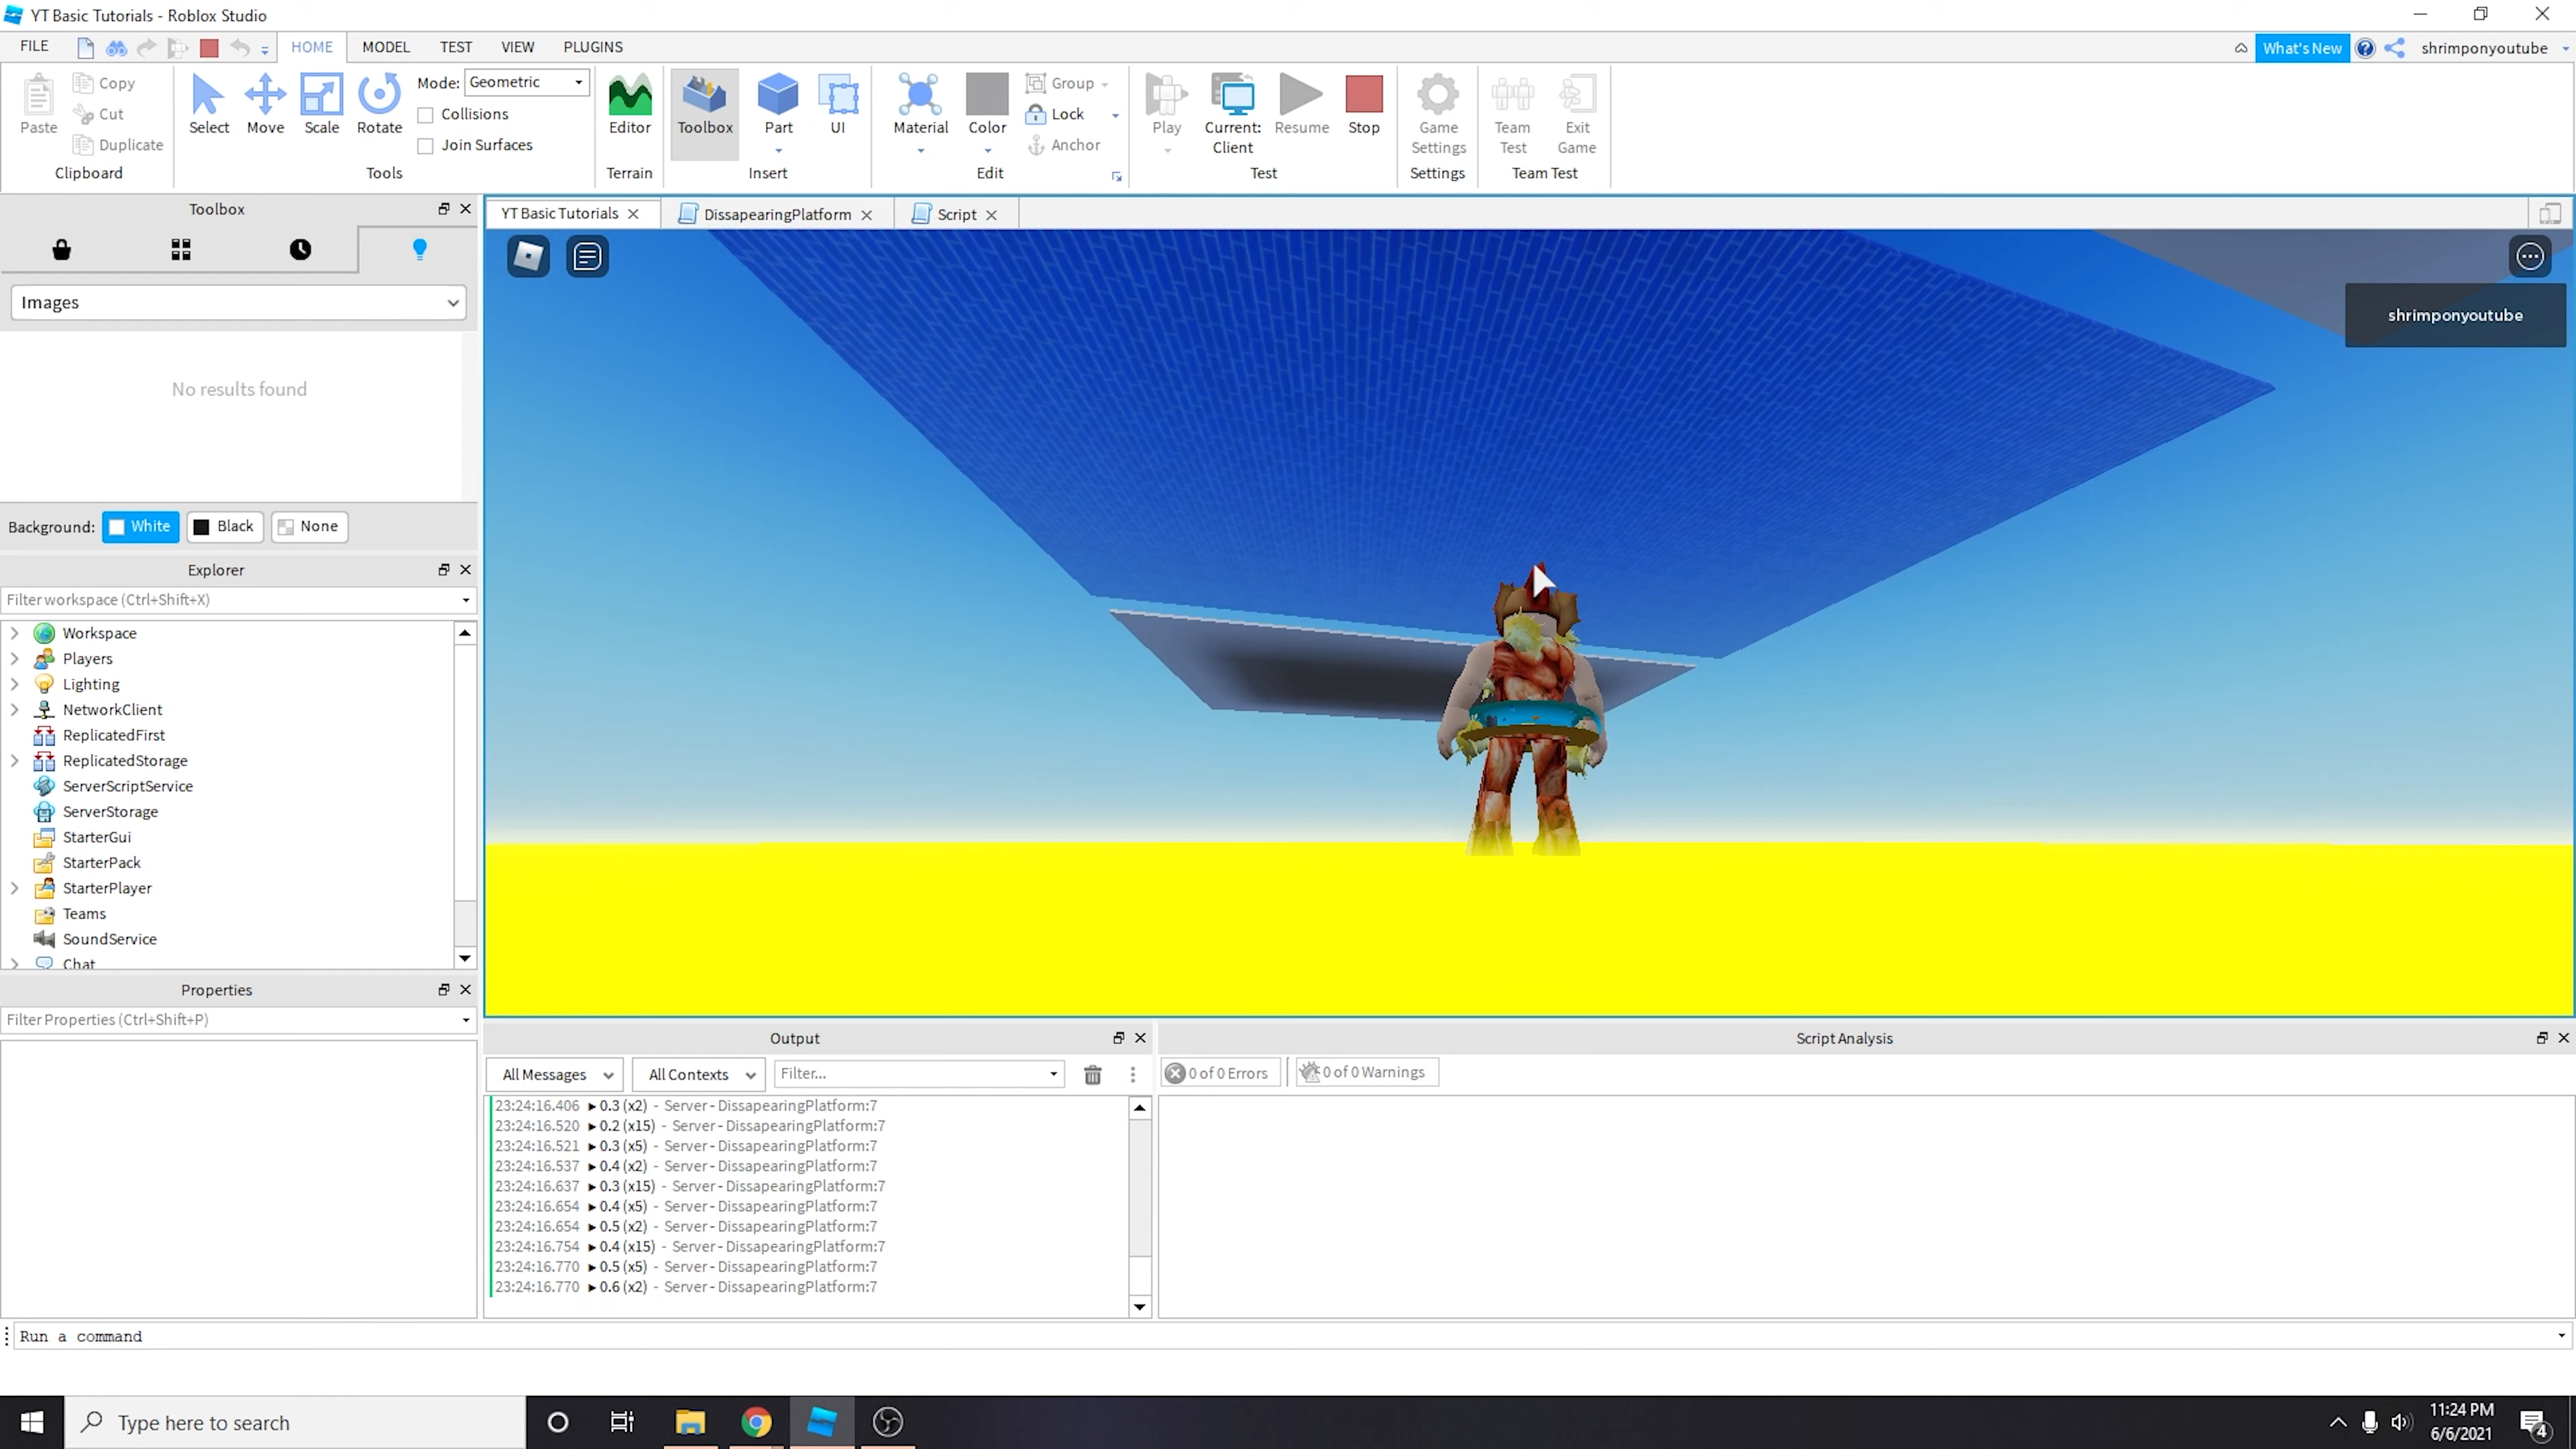 YT Basic Tutorials - Roblox Studio
FILE HOME MODEL TEST VIEW PLUGINS What's New shrimponyoutube
Paste
Copy
Cut
Duplicate
Clipboard
Select
Move
Scale
Rotate
Mode: Geometric
Collisions
Join Surfaces
Tools
Editor
Terrain
Toolbox
Part
UI
Insert
Material
Color
Group
Lock
Anchor
Edit
Play
Current: Client
Resume
Stop
Test
Game Settings
Settings
Team Test
Exit Game
Team Test
Toolbox
Images
No results found
Background: White Black None
Explorer
Filter workspace (Ctrl+Shift+X)
Workspace
Players
Lighting
NetworkClient
ReplicatedFirst
ReplicatedStorage
ServerScriptService
ServerStorage
StarterGui
StarterPack
StarterPlayer
Teams
SoundService
Chat
Properties
Filter Properties (Ctrl+Shift+P)
YT Basic Tutorials DissapearingPlatform Script
shrimponyoutube
Output
All Messages All Contexts Filter...
23:24:16.406 ▶ 0.3 (x2) - Server - DissapearingPlatform:7
23:24:16.520 ▶ 0.2 (x15) - Server - DissapearingPlatform:7
23:24:16.521 ▶ 0.3 (x5) - Server - DissapearingPlatform:7
23:24:16.537 ▶ 0.4 (x2) - Server - DissapearingPlatform:7
23:24:16.637 ▶ 0.3 (x15) - Server - DissapearingPlatform:7
23:24:16.654 ▶ 0.4 (x5) - Server - DissapearingPlatform:7
23:24:16.654 ▶ 0.5 (x2) - Server - DissapearingPlatform:7
23:24:16.754 ▶ 0.4 (x15) - Server - DissapearingPlatform:7
23:24:16.770 ▶ 0.5 (x5) - Server - DissapearingPlatform:7
23:24:16.770 ▶ 0.6 (x2) - Server - DissapearingPlatform:7
Script Analysis
0 of 0 Errors 0 of 0 Warnings
Run a command
Type here to search
11:24 PM
6/6/2021
4